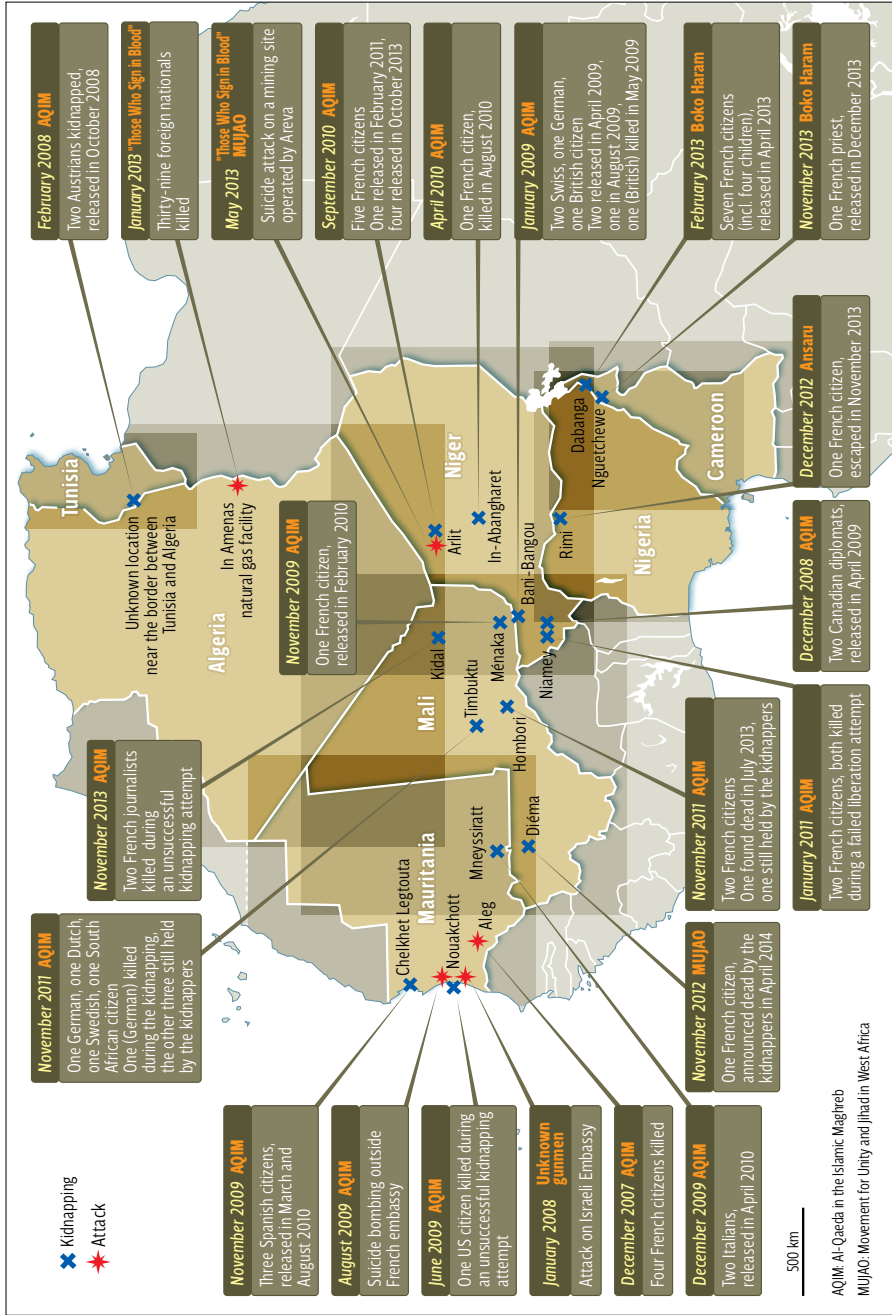 Kidnapping
Attack
November 2011 AQIM
One German, one Dutch,
one Swedish, one South
African citizen
One (German) killed
during the kidnapping,
the other three still held
by the kidnappers
November 2013 AQIM
Two French journalists
killed during
an unsuccessful
kidnapping attempt
November 2009 AQIM
One French citizen,
released in February 2010
February 2008 AQIM
Two Austrians kidnapped,
released in October 2008
January 2013 "Those Who Sign in Blood"
Thirty-nine foreign nationals
killed
May 2013 "Those Who Sign in Blood"
MUJAO
Suicide attack on a mining site
operated by Areva
September 2010 AQIM
Five French citizens
One released in February 2011,
four released in October 2013
April 2010 AQIM
One French citizen,
killed in August 2010
January 2009 AQIM
Two Swiss, one German,
one British citizen
Two released in April 2009,
one in August 2009,
one (British) killed in May 2009
February 2013 Boko Haram
Seven French citizens
(incl. four children),
released in April 2013
November 2013 Boko Haram
One French priest,
released in December 2013
December 2012 Ansaru
One French citizen,
escaped in November 2013
December 2008 AQIM
Two Canadian diplomats,
released in April 2009
January 2011 AQIM
Two French citizens, both killed
during a failed liberation attempt
November 2011 AQIM
Two French citizens
One found dead in July 2013,
one still held by the kidnappers
November 2012 MUJAO
One French citizen,
announced dead by the
kidnappers in April 2014
November 2009 AQIM
Three Spanish citizens,
released in March and
August 2010
August 2009 AQIM
Suicide bombing outside
French embassy
June 2009 AQIM
One US citizen killed during
an unsuccessful kidnapping
attempt
January 2008 Unknown
gunmen
Attack on Israeli Embassy
December 2007 AQIM
Four French citizens killed
December 2009 AQIM
Two Italians,
released in April 2010
Tunisia
Unknown location
near the border between
Tunisia and Algeria
In Amenas
natural gas facility
Algeria
Mali
Kidal
Timbuktu
Ménaka
Hombori
Niger
Arlit
In-Abangharet
Bani-Bangou
Niamey
Mauritania
Chelkhet Legtouta
Nouakchott
Aleg
Mneyssiratt
Diéma
Rimi
Nigeria
Dabanga
Nguetchewe
Cameroon
500 km
AQIM: Al-Qaeda in the Islamic Maghreb
MUJAO: Movement for Unity and Jihad in West Africa